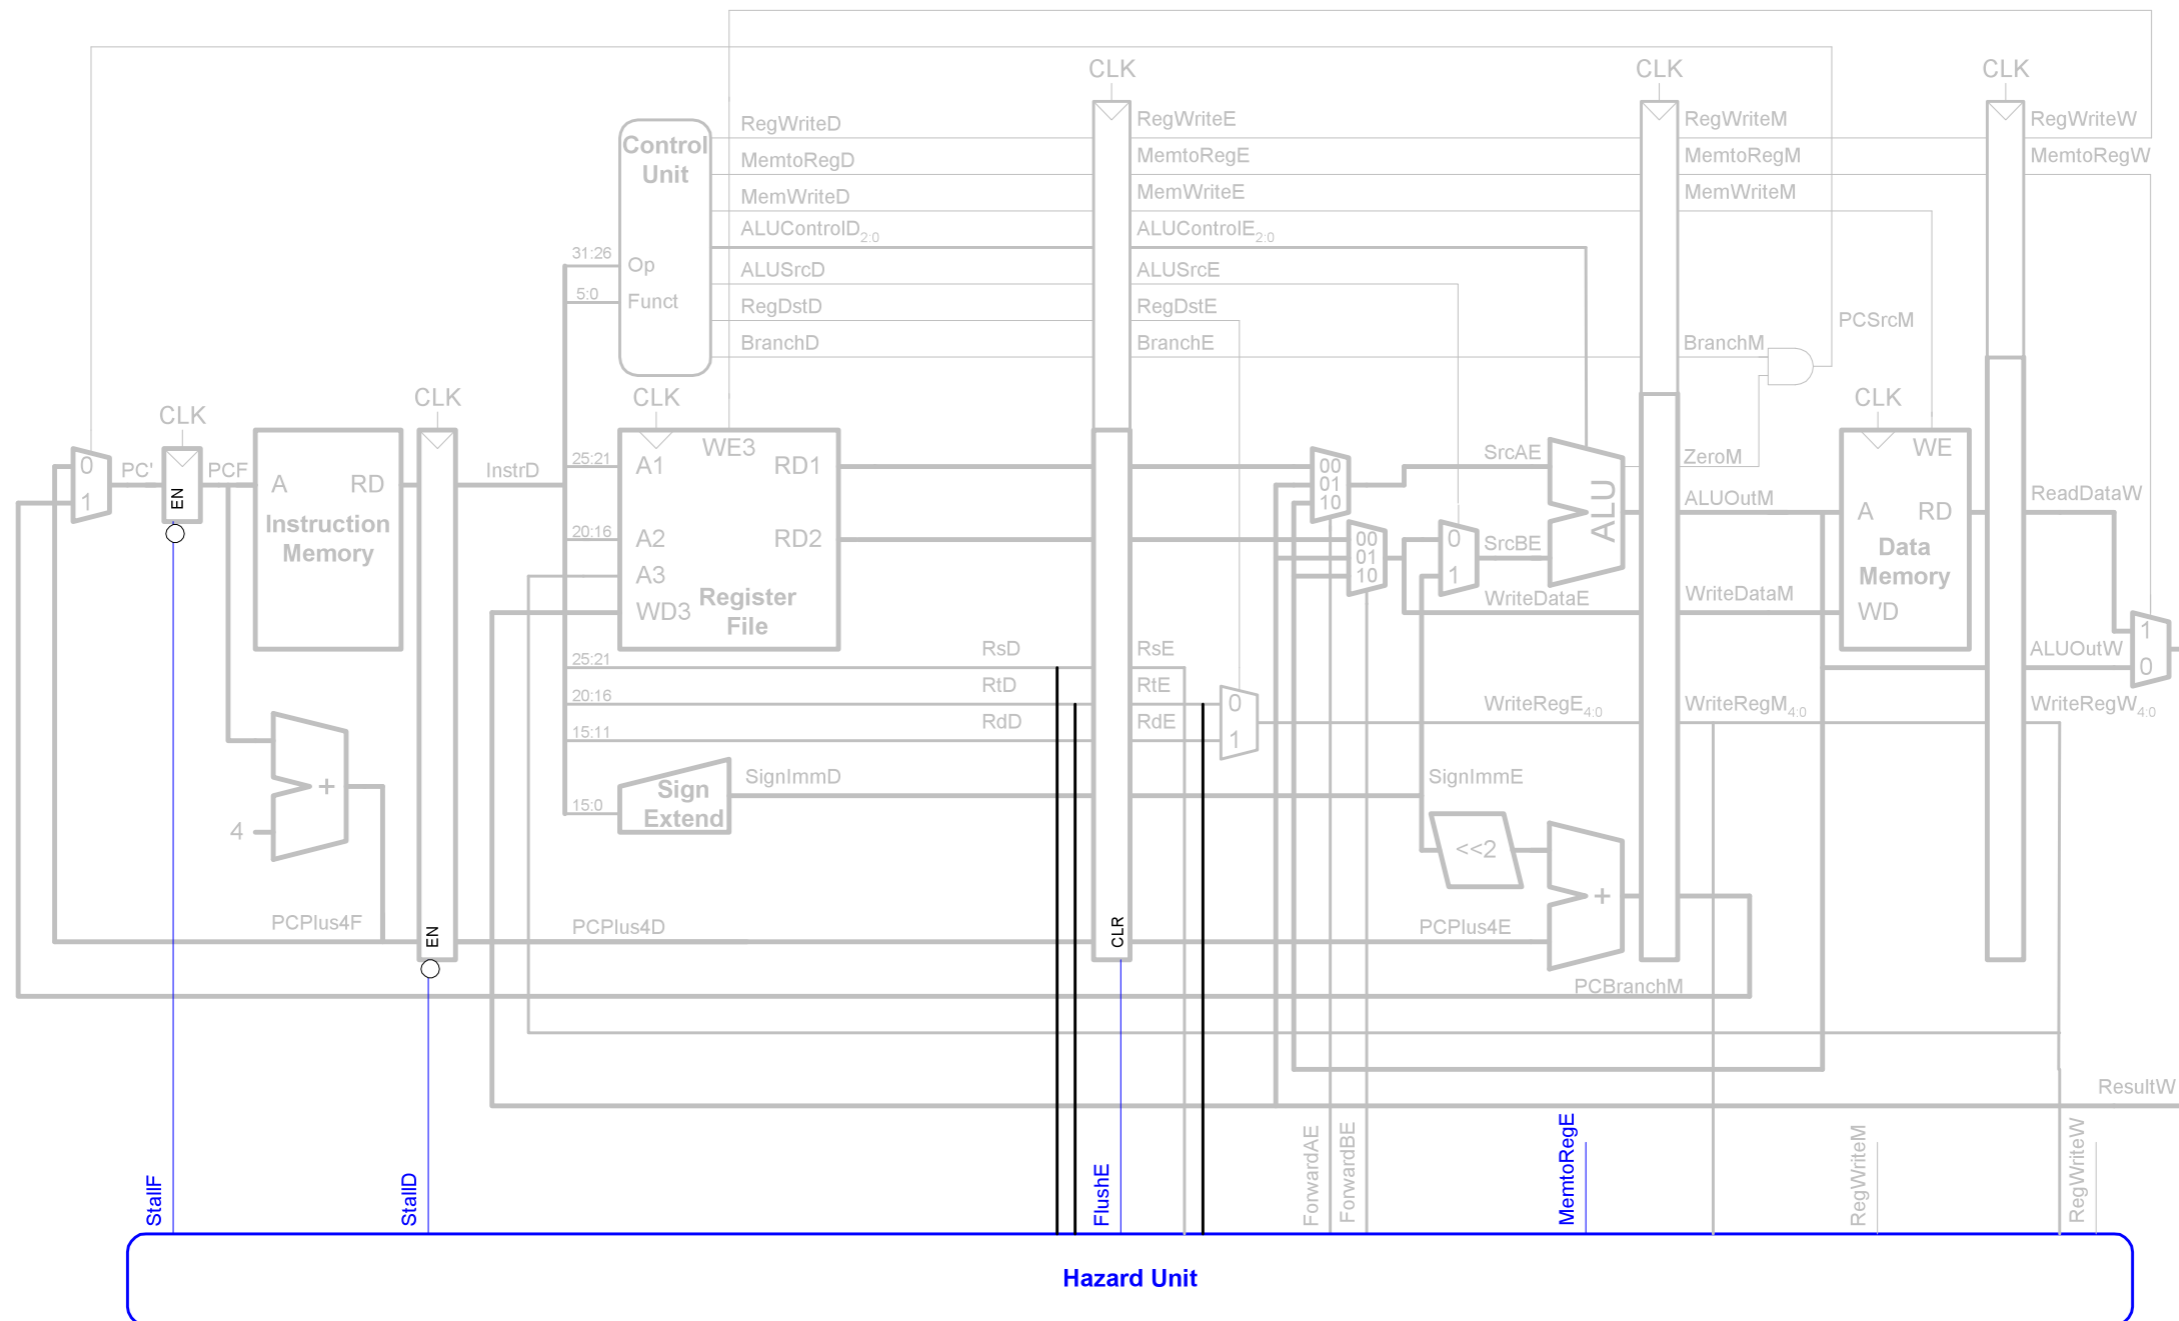 CLK CLK CLK
RegWriteD RegWriteE RegWriteM RegWriteW
Control
Unit
MemtoRegD MemtoRegE MemtoRegM MemtoRegW
MemWriteD MemWriteE MemWriteM
ALUControlD2:0 ALUControlE2:0
31:26 Op ALUSrcD ALUSrcE
5:0 Funct RegDstD RegDstE
PCSrcM
BranchD BranchE BranchM
CLK CLK CLK CLK
WE3 WE
0 PC' PCF A RD InstrD 25:21 A1 RD1 00 SrcAE ZeroM
1 EN 01 ALUOutM A RD ReadDataW
10 ALU
Instruction
Memory
20:16 A2 RD2 00 0 SrcBE Data
Memory
A3 01
10 1
WD3 Register
File
WriteDataE WriteDataM WD
25:21 RsD RsE 1 ALUOutW
0
20:16 RtD RtE 0 WriteRegE4:0 WriteRegM4:0 WriteRegW4:0
15:11 RdD RdE 1
SignImmD SignImmE
Sign
Extend
15:0
+
4 <<2
+
PCPlus4F EN PCPlus4D CLR PCPlus4E
PCBranchM
ResultW
StallF StallD FlushE ForwardAE ForwardBE MemtoRegE RegWriteM RegWriteW
Hazard Unit